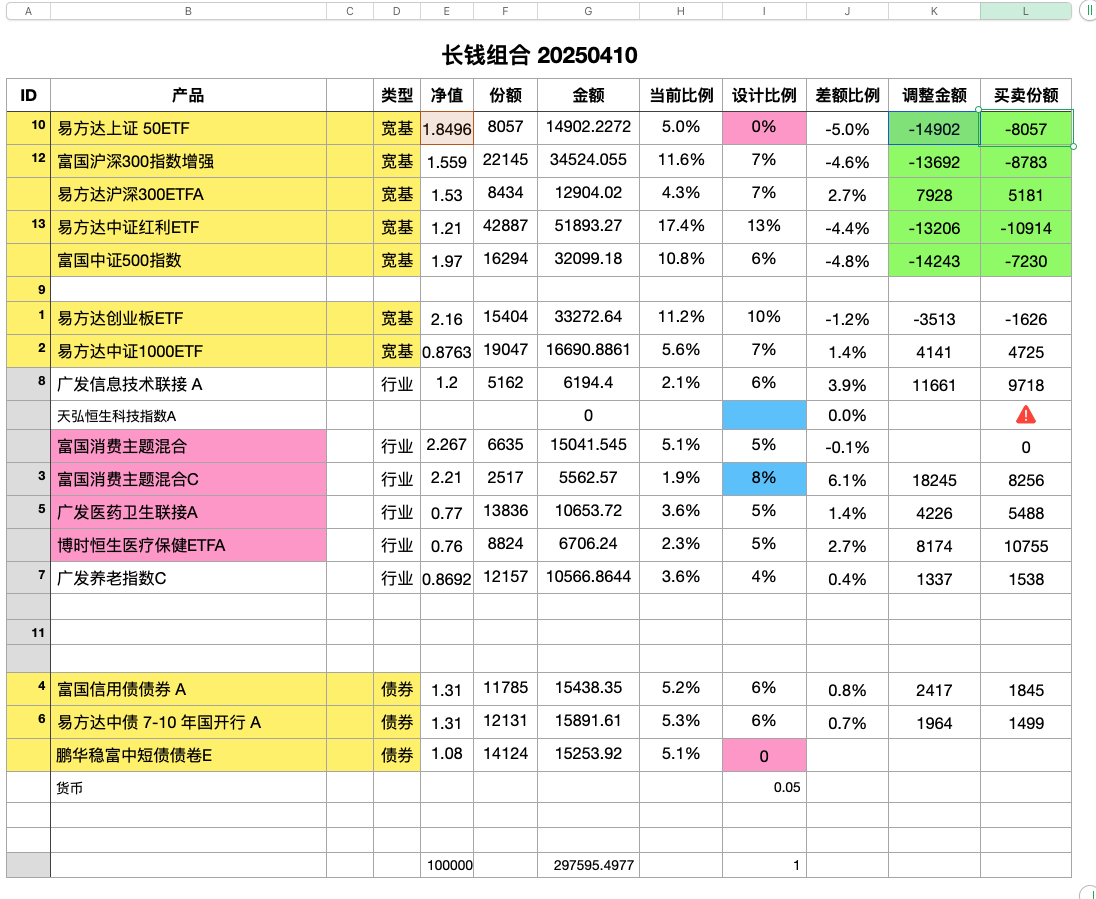 A B C D E F G H I J K L
长钱组合 20250410
ID 产品 类型 净值 份额 金额 当前比例 设计比例 差额比例 调整金额 买卖份额
10 易方达上证 50ETF 宽基 1.8496 8057 14902.2272 5.0% 0% -5.0% -14902 -8057
12 富国沪深300指数增强 宽基 1.559 22145 34524.055 11.6% 7% -4.6% -13692 -8783
易方达沪深300ETFA 宽基 1.53 8434 12904.02 4.3% 7% 2.7% 7928 5181
13 易方达中证红利ETF 宽基 1.21 42887 51893.27 17.4% 13% -4.4% -13206 -10914
富国中证500指数 宽基 1.97 16294 32099.18 10.8% 6% -4.8% -14243 -7230
9
1 易方达创业板ETF 宽基 2.16 15404 33272.64 11.2% 10% -1.2% -3513 -1626
2 易方达中证1000ETF 宽基 0.8763 19047 16690.8861 5.6% 7% 1.4% 4141 4725
8 广发信息技术联接 A 行业 1.2 5162 6194.4 2.1% 6% 3.9% 11661 9718
天弘恒生科技指数A 0 0.0%
富国消费主题混合 行业 2.267 6635 15041.545 5.1% 5% -0.1% 0
3 富国消费主题混合C 行业 2.21 2517 5562.57 1.9% 8% 6.1% 18245 8256
5 广发医药卫生联接A 行业 0.77 13836 10653.72 3.6% 5% 1.4% 4226 5488
博时恒生医疗保健ETFA 行业 0.76 8824 6706.24 2.3% 5% 2.7% 8174 10755
7 广发养老指数C 行业 0.8692 12157 10566.8644 3.6% 4% 0.4% 1337 1538
11
4 富国信用债债券 A 债券 1.31 11785 15438.35 5.2% 6% 0.8% 2417 1845
6 易方达中债 7-10 年国开行 A 债券 1.31 12131 15891.61 5.3% 6% 0.7% 1964 1499
鹏华稳富中短债债卷E 债券 1.08 14124 15253.92 5.1% 0
货币 0.05
100000 297595.4977 1